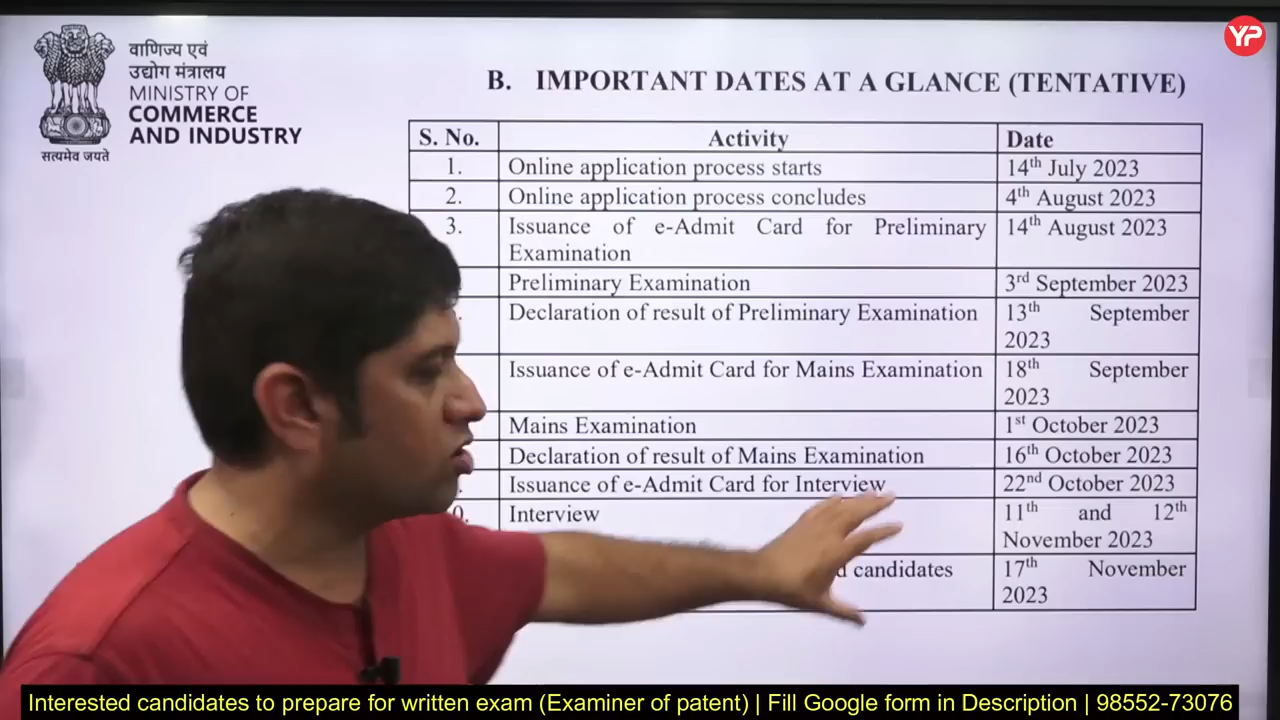 YP
वाणिज्य एवं
उद्योग मंत्रालय
MINISTRY OF
COMMERCE
AND INDUSTRY
सत्यमेव जयते
B. IMPORTANT DATES AT A GLANCE (TENTATIVE)
S. No. Activity Date
1. Online application process starts 14th July 2023
2. Online application process concludes 4th August 2023
3. Issuance of e-Admit Card for Preliminary 14th August 2023
Examination
Preliminary Examination 3rd September 2023
Declaration of result of Preliminary Examination 13th September
2023
Issuance of e-Admit Card for Mains Examination 18th September
2023
Mains Examination 1st October 2023
Declaration of result of Mains Examination 16th October 2023
Issuance of e-Admit Card for Interview 22nd October 2023
Interview 11th and 12th
November 2023
candidates 17th November
2023
Interested candidates to prepare for written exam (Examiner of patent) | Fill Google form in Description | 98552-73076